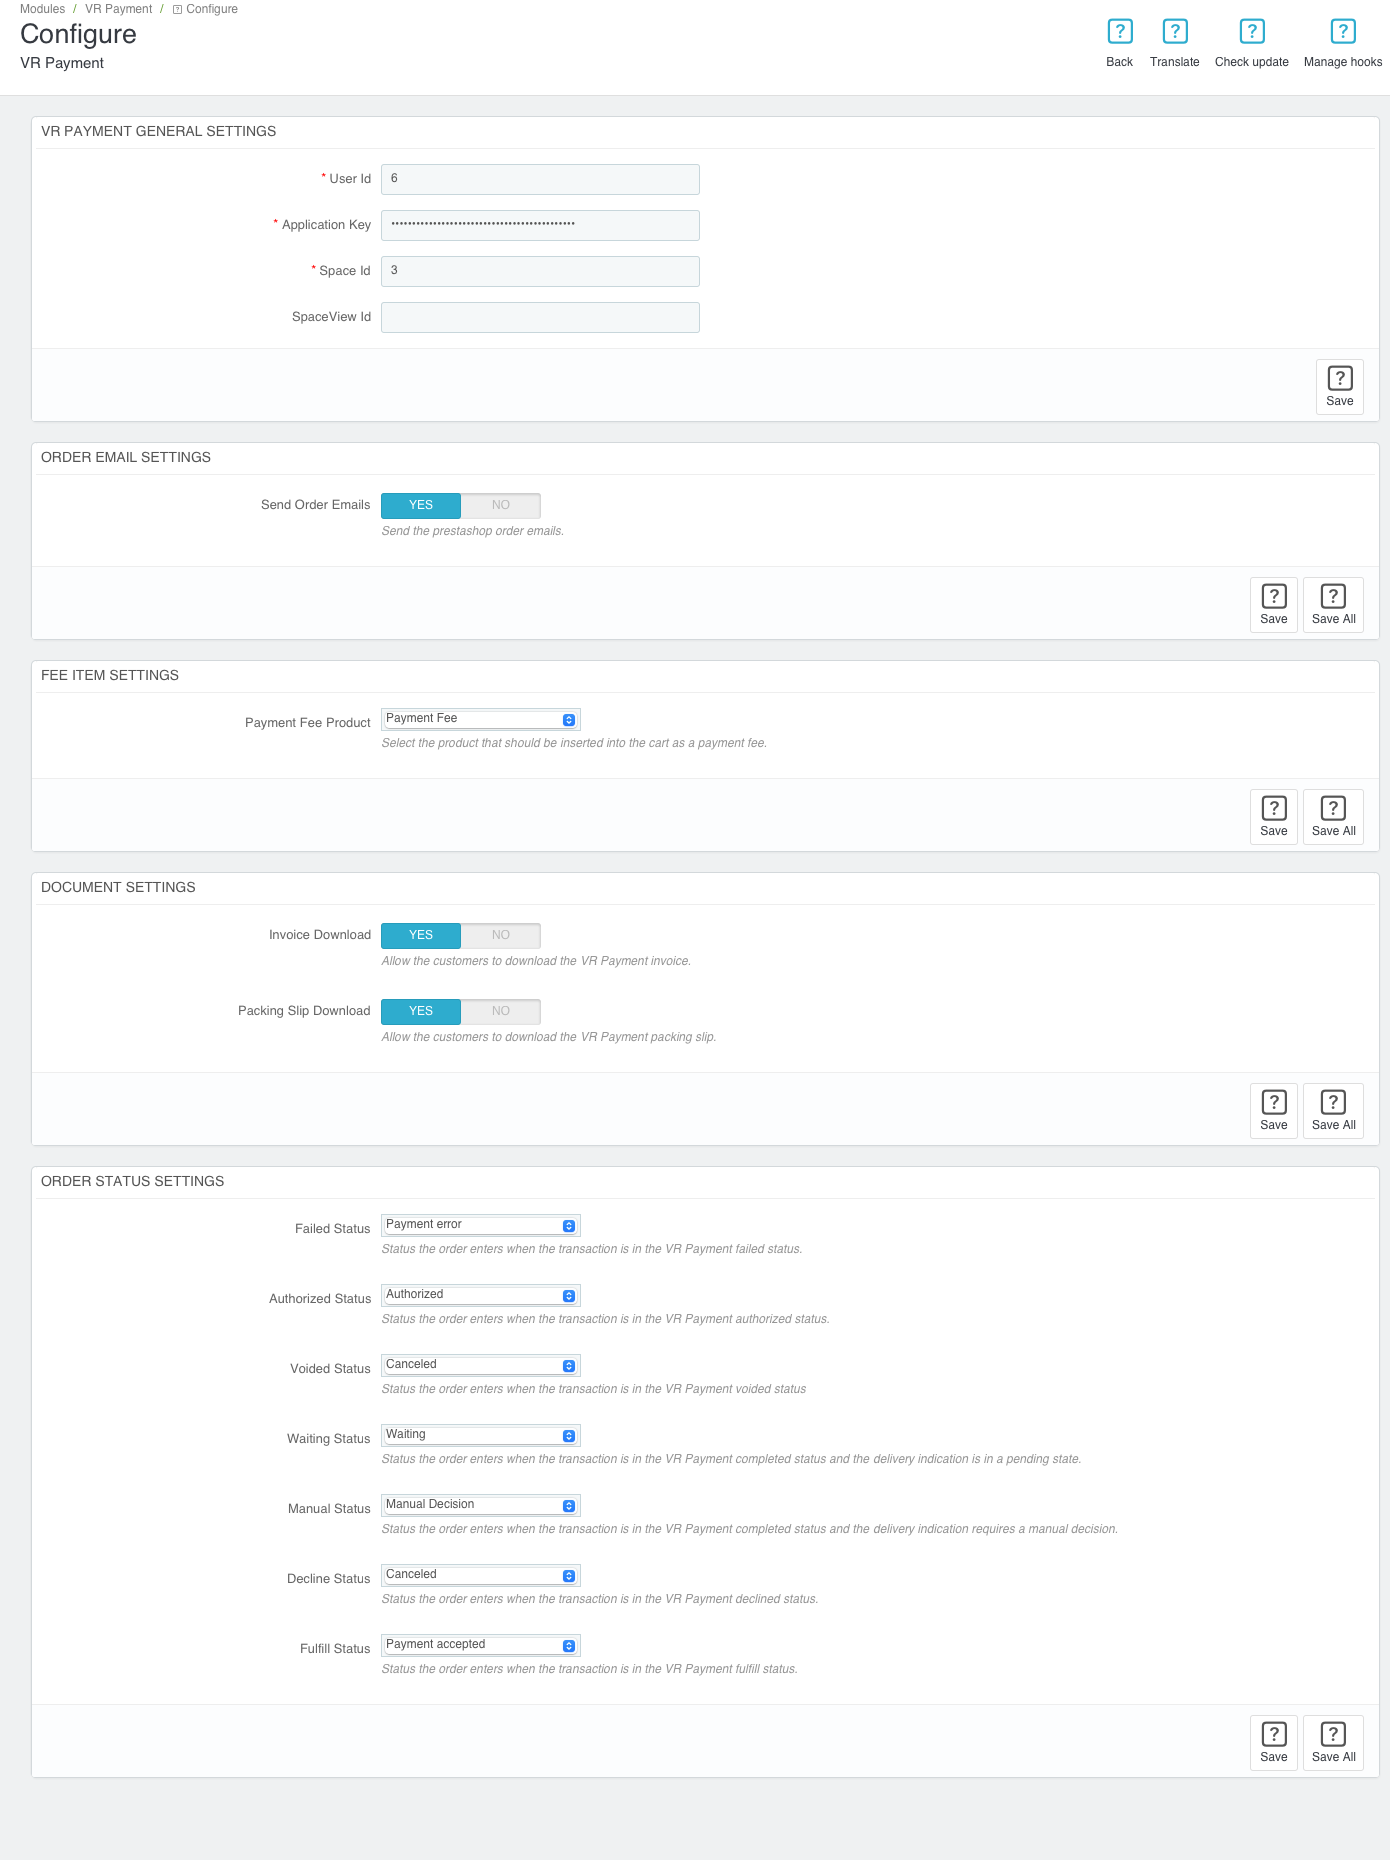 Modules / VR Payment / Configure
Configure
VR Payment
Back Translate Check update Manage hooks
VR PAYMENT GENERAL SETTINGS
* User Id 6
* Application Key ••••••••••••••••••••••••••••••••••••••••••••
* Space Id 3
SpaceView Id
Save
ORDER EMAIL SETTINGS
Send Order Emails YES NO
Send the prestashop order emails.
Save Save All
FEE ITEM SETTINGS
Payment Fee Product Payment Fee
Select the product that should be inserted into the cart as a payment fee.
Save Save All
DOCUMENT SETTINGS
Invoice Download YES NO
Allow the customers to download the VR Payment invoice.
Packing Slip Download YES NO
Allow the customers to download the VR Payment packing slip.
Save Save All
ORDER STATUS SETTINGS
Failed Status Payment error
Status the order enters when the transaction is in the VR Payment failed status.
Authorized Status Authorized
Status the order enters when the transaction is in the VR Payment authorized status.
Voided Status Canceled
Status the order enters when the transaction is in the VR Payment voided status
Waiting Status Waiting
Status the order enters when the transaction is in the VR Payment completed status and the delivery indication is in a pending state.
Manual Status Manual Decision
Status the order enters when the transaction is in the VR Payment completed status and the delivery indication requires a manual decision.
Decline Status Canceled
Status the order enters when the transaction is in the VR Payment declined status.
Fulfill Status Payment accepted
Status the order enters when the transaction is in the VR Payment fulfill status.
Save Save All